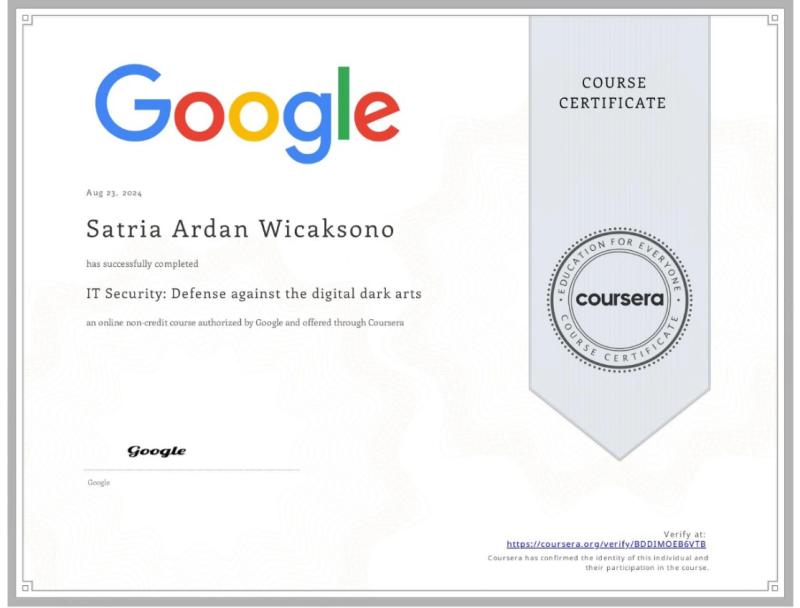 Google
COURSE
CERTIFICATE
Aug 23, 2024
Satria Ardan Wicaksono
has successfully completed
IT Security: Defense against the digital dark arts
an online non-credit course authorized by Google and offered through Coursera
EDUCATION FOR EVERYONE
coursera
COURSE CERTIFICATE
Google
Google
Verify at:
https://coursera.org/verify/BDDIMOEB6VTB
Coursera has confirmed the identity of this individual and
their participation in the course.